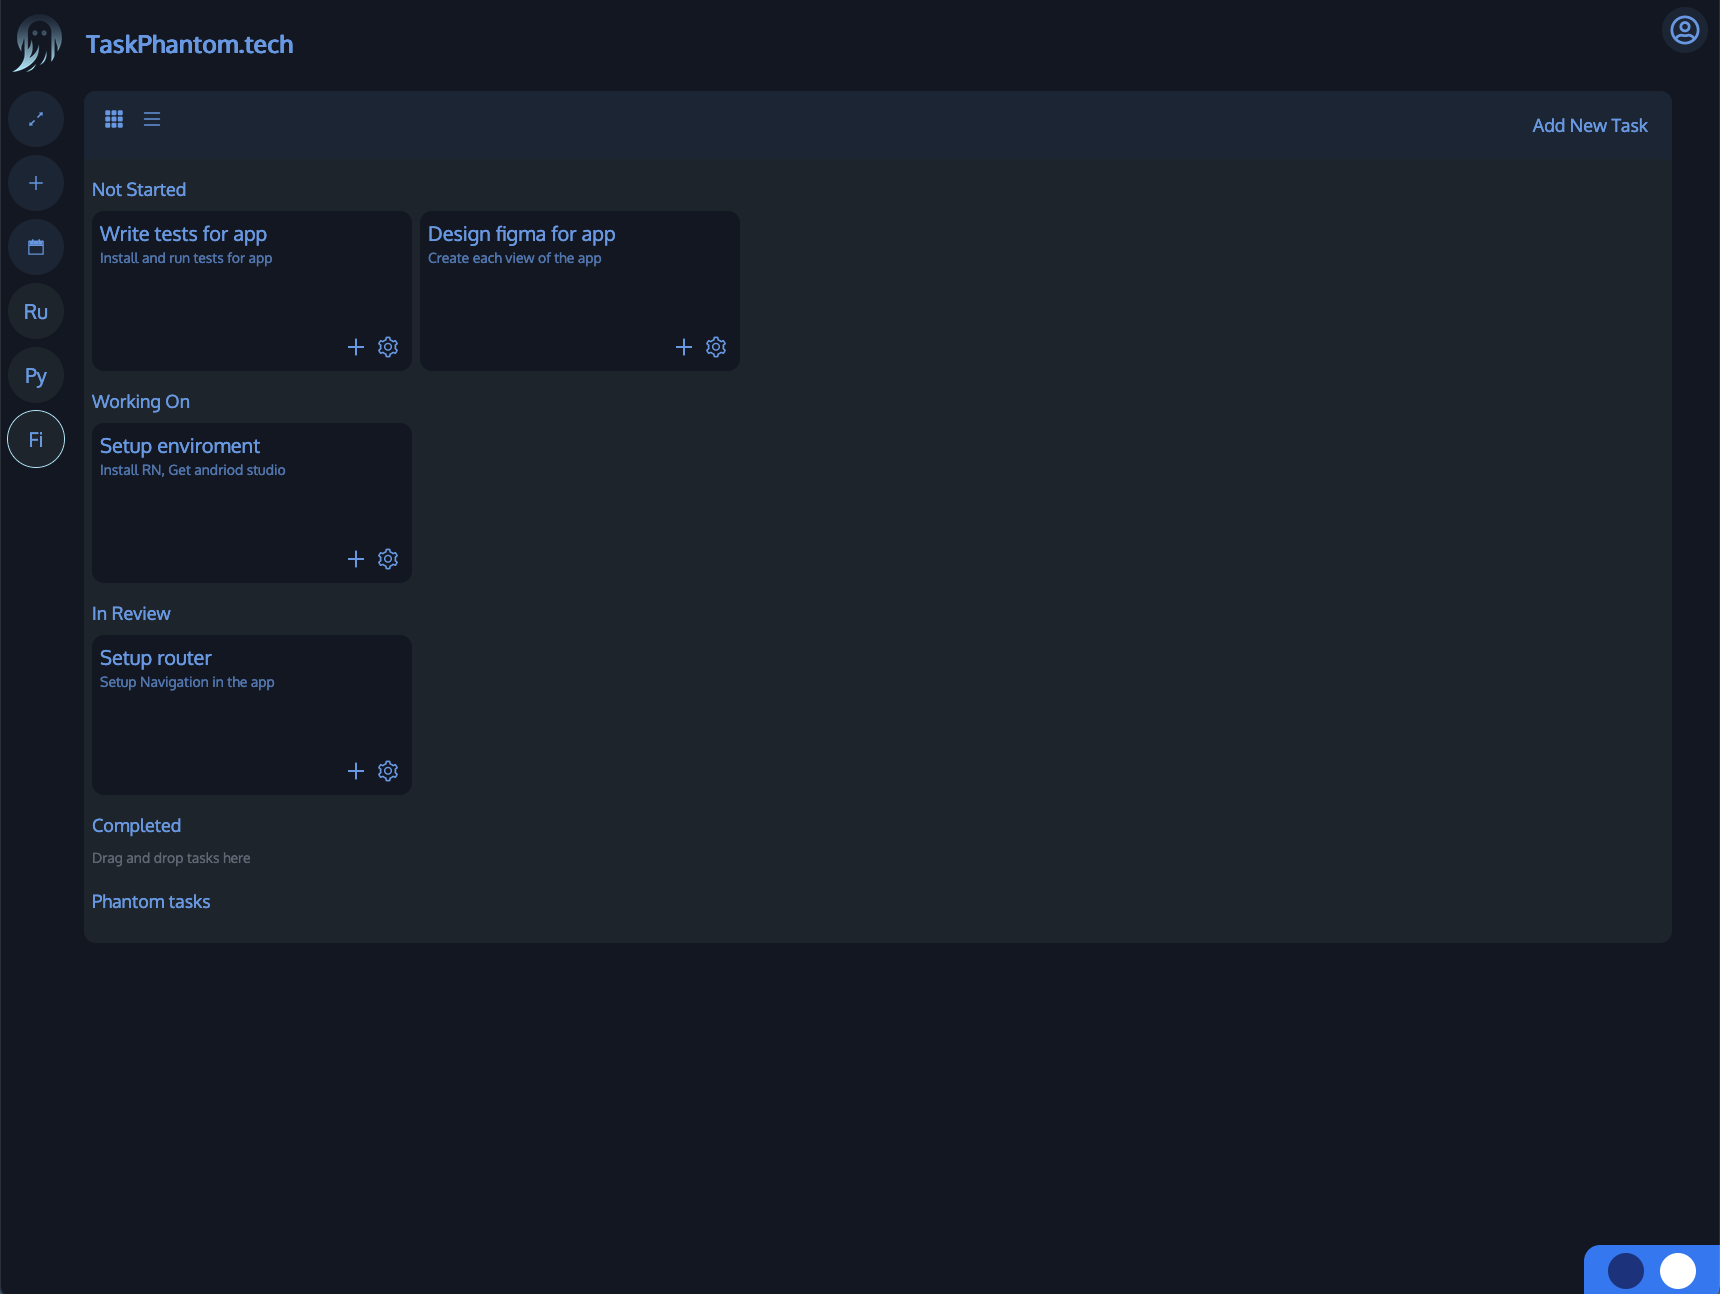 TaskPhantom.tech
Add New Task
Ru
Py
Fi
Not Started
Write tests for app
Install and run tests for app
Design figma for app
Create each view of the app
Working On
Setup enviroment
Install RN, Get andriod studio
In Review
Setup router
Setup Navigation in the app
Completed
Drag and drop tasks here
Phantom tasks